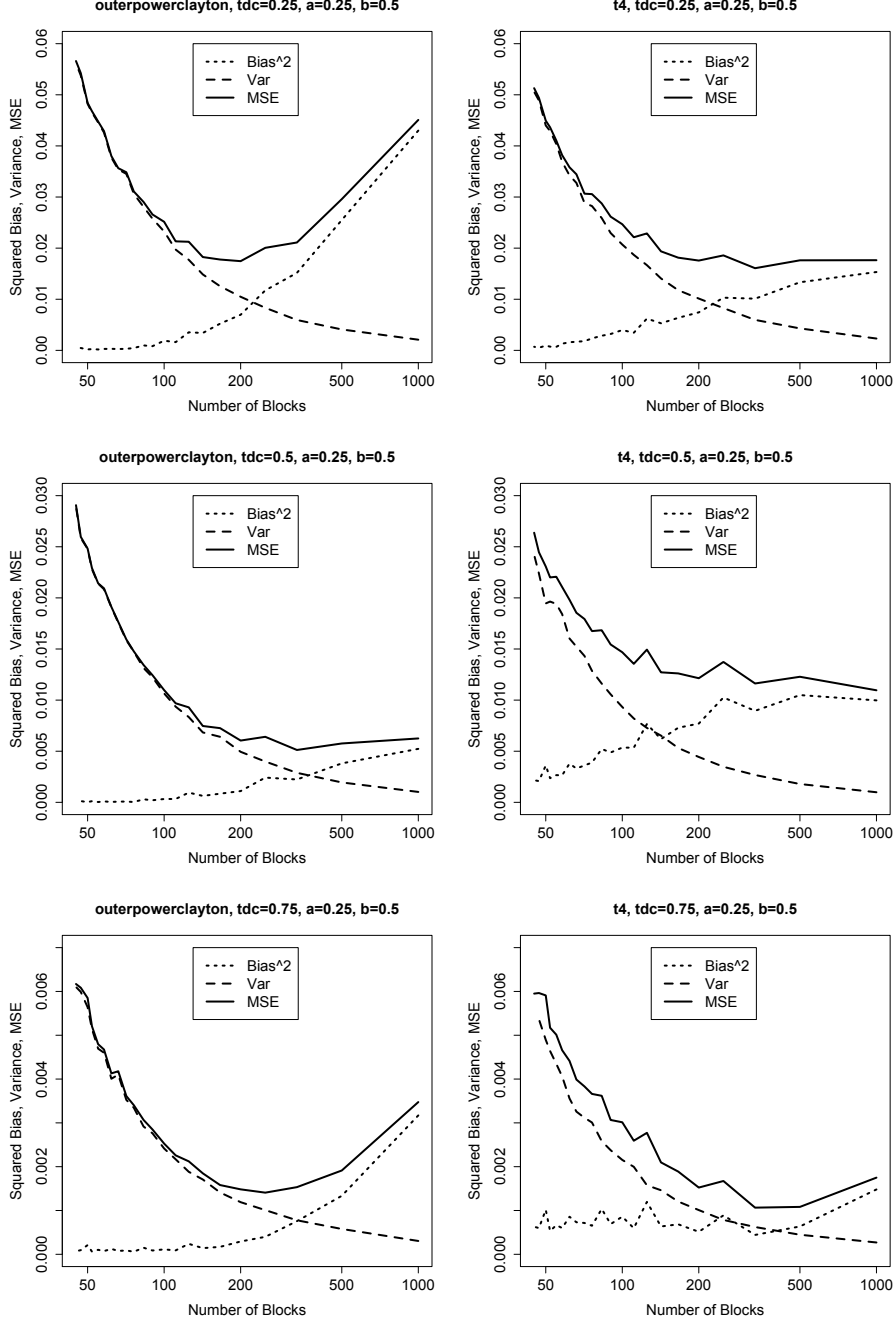 outerpowerclayton, tdc=0.25, a=0.25, b=0.5
Squared Bias, Variance, MSE
0.06
0.05
0.04
0.03
0.02
0.01
0.00
Bias^2
Var
MSE
50 100 200 500 1000
Number of Blocks
t4, tdc=0.25, a=0.25, b=0.5
Squared Bias, Variance, MSE
0.06
0.05
0.04
0.03
0.02
0.01
0.00
Bias^2
Var
MSE
50 100 200 500 1000
Number of Blocks
outerpowerclayton, tdc=0.5, a=0.25, b=0.5
Squared Bias, Variance, MSE
0.030
0.025
0.020
0.015
0.010
0.005
0.000
Bias^2
Var
MSE
50 100 200 500 1000
Number of Blocks
t4, tdc=0.5, a=0.25, b=0.5
Squared Bias, Variance, MSE
0.030
0.025
0.020
0.015
0.010
0.005
0.000
Bias^2
Var
MSE
50 100 200 500 1000
Number of Blocks
outerpowerclayton, tdc=0.75, a=0.25, b=0.5
Squared Bias, Variance, MSE
0.006
0.004
0.002
0.000
Bias^2
Var
MSE
50 100 200 500 1000
Number of Blocks
t4, tdc=0.75, a=0.25, b=0.5
Squared Bias, Variance, MSE
0.006
0.004
0.002
0.000
Bias^2
Var
MSE
50 100 200 500 1000
Number of Blocks